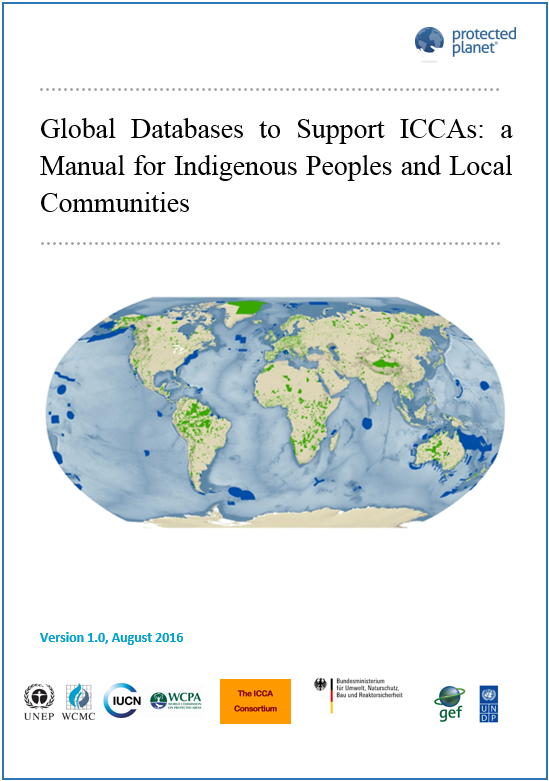 protected
planet®
Global Databases to Support ICCAs: a
Manual for Indigenous Peoples and Local
Communities
Version 1.0, August 2016
UNEP
WCMC
IUCN
WCPA
WORLD COMMISSION
ON PROTECTED AREAS
The ICCA
Consortium
Bundesministerium
für Umwelt, Naturschutz,
Bau und Reaktorsicherheit
gef
U N
D P